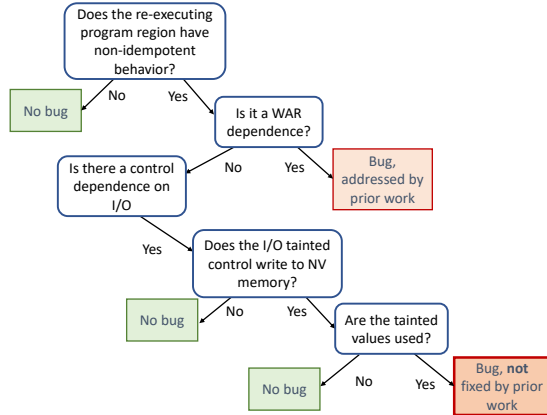 Does the re-executing
program region have
non-idempotent
behavior?
No
Yes
No bug
Is it a WAR
dependence?
No
Yes
Bug,
addressed by
prior work
Is there a control
dependence on
I/O
Yes
Does the I/O tainted
control write to NV
memory?
No
Yes
No bug
Are the tainted
values used?
No
Yes
No bug
Bug, not
fixed by prior
work